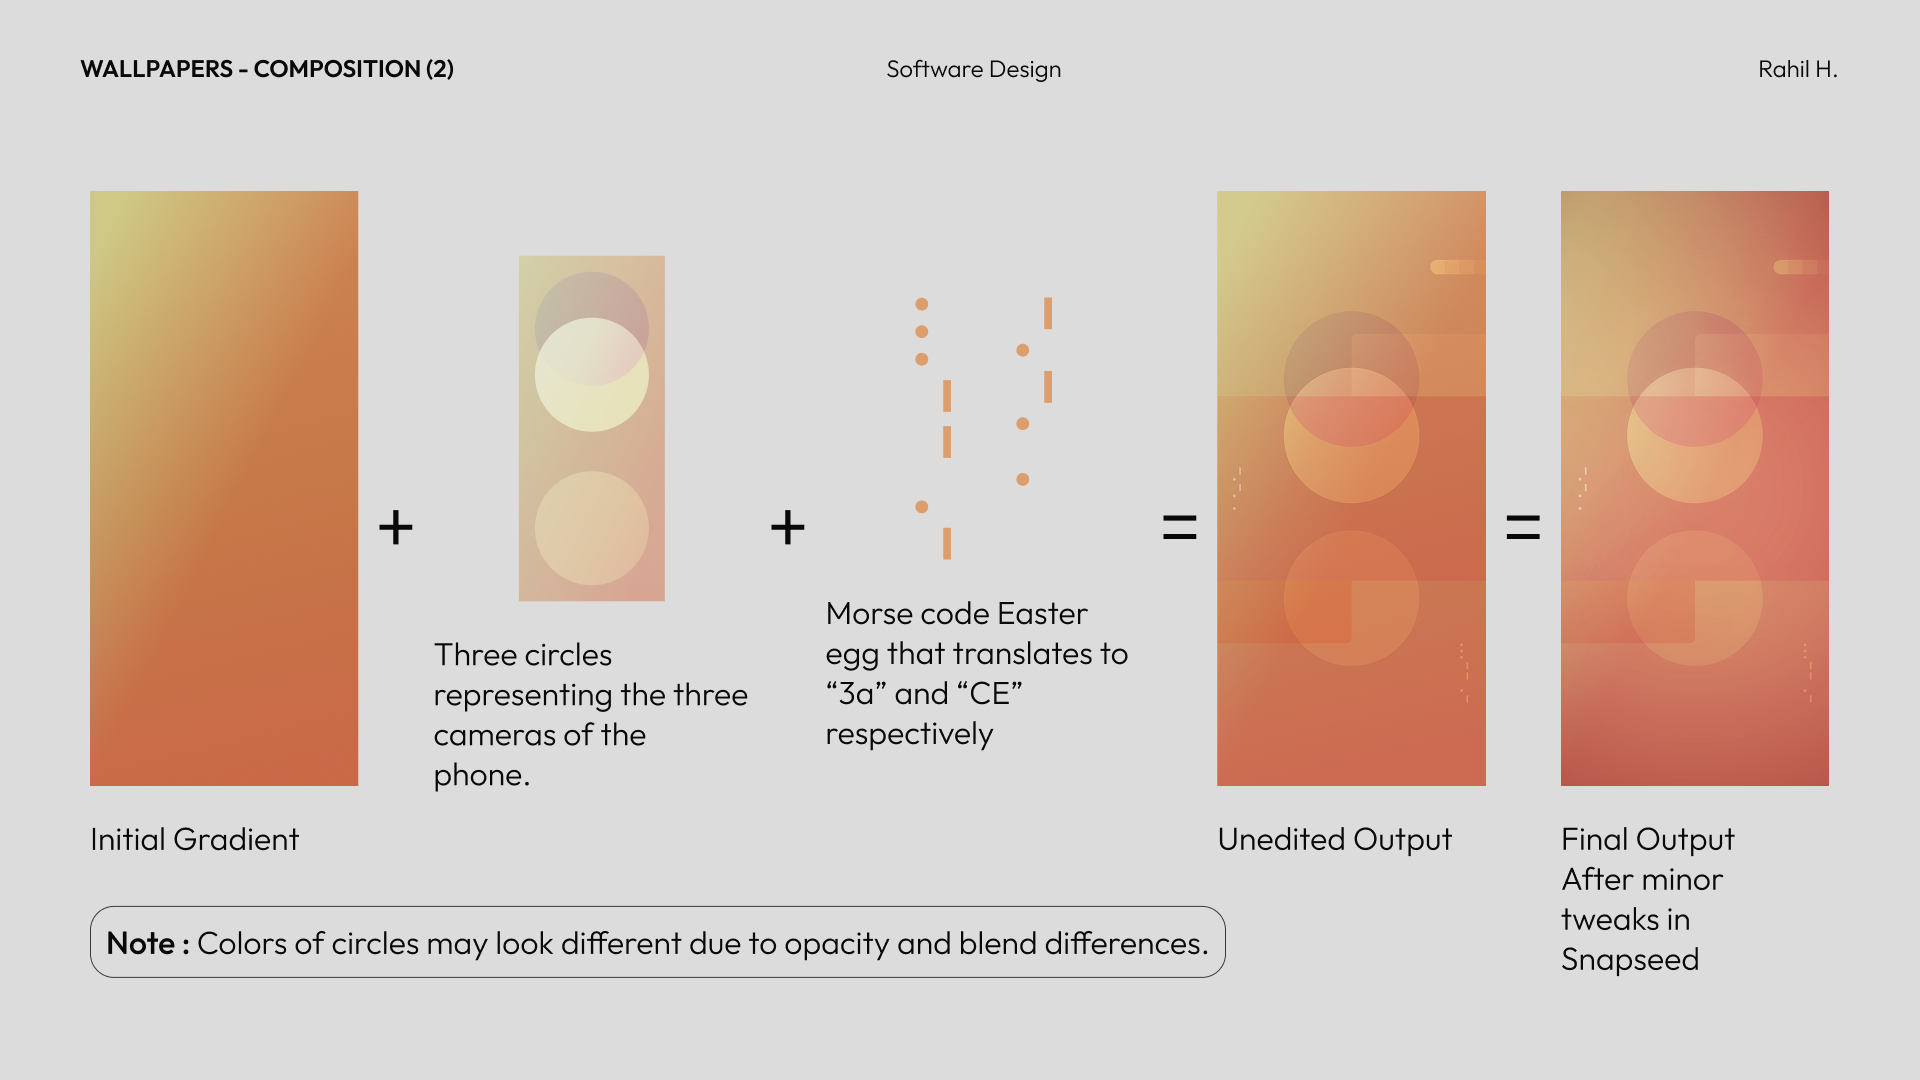 WALLPAPERS - COMPOSITION (2)
Software Design
Rahil H.
+
+
=
=
Three circles
representing the three
cameras of the
phone.
Morse code Easter
egg that translates to
“3a” and “CE”
respectively
Initial Gradient
Unedited Output
Final Output
After minor
tweaks in
Snapseed
Note : Colors of circles may look different due to opacity and blend differences.